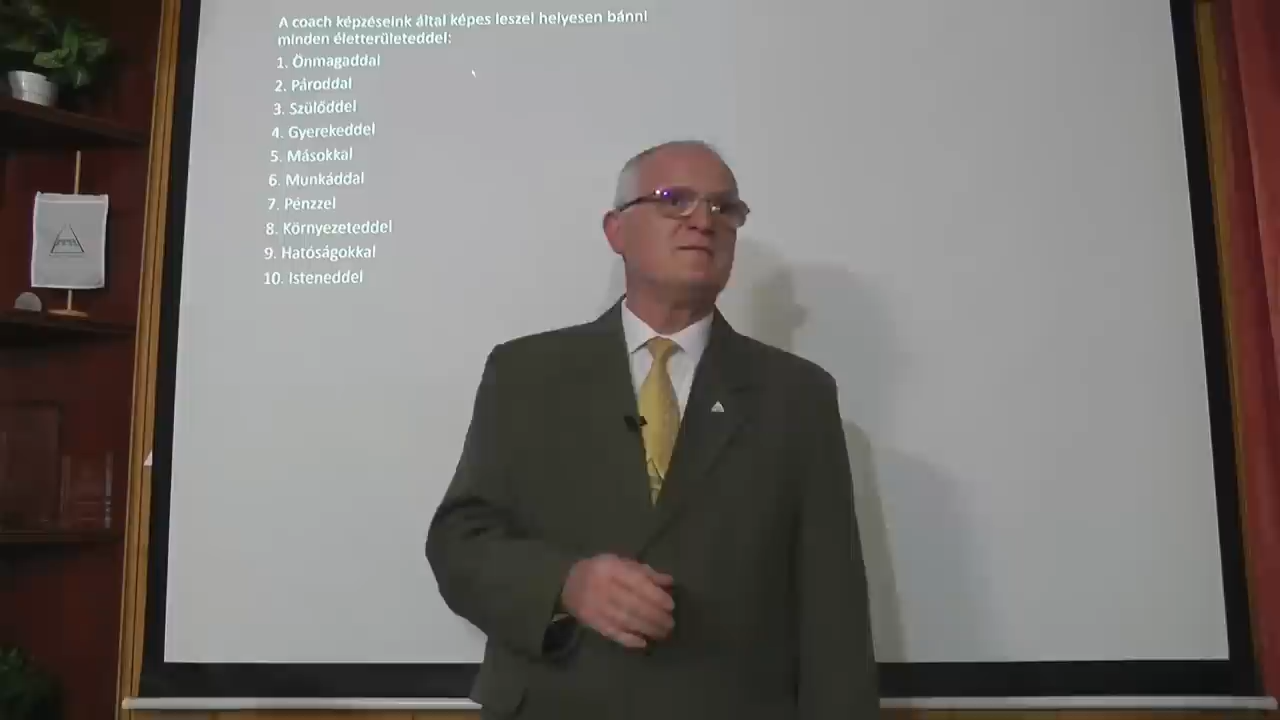 A coach képzéseink által képes leszel helyesen bánni
minden életterületeddel:
1. Önmagaddal
2. Pároddal
3. Szülőddel
4. Gyerekeddel
5. Másokkal
6. Munkáddal
7. Pénzzel
8. Környezeteddel
9. Hatóságokkal
10. Isteneddel